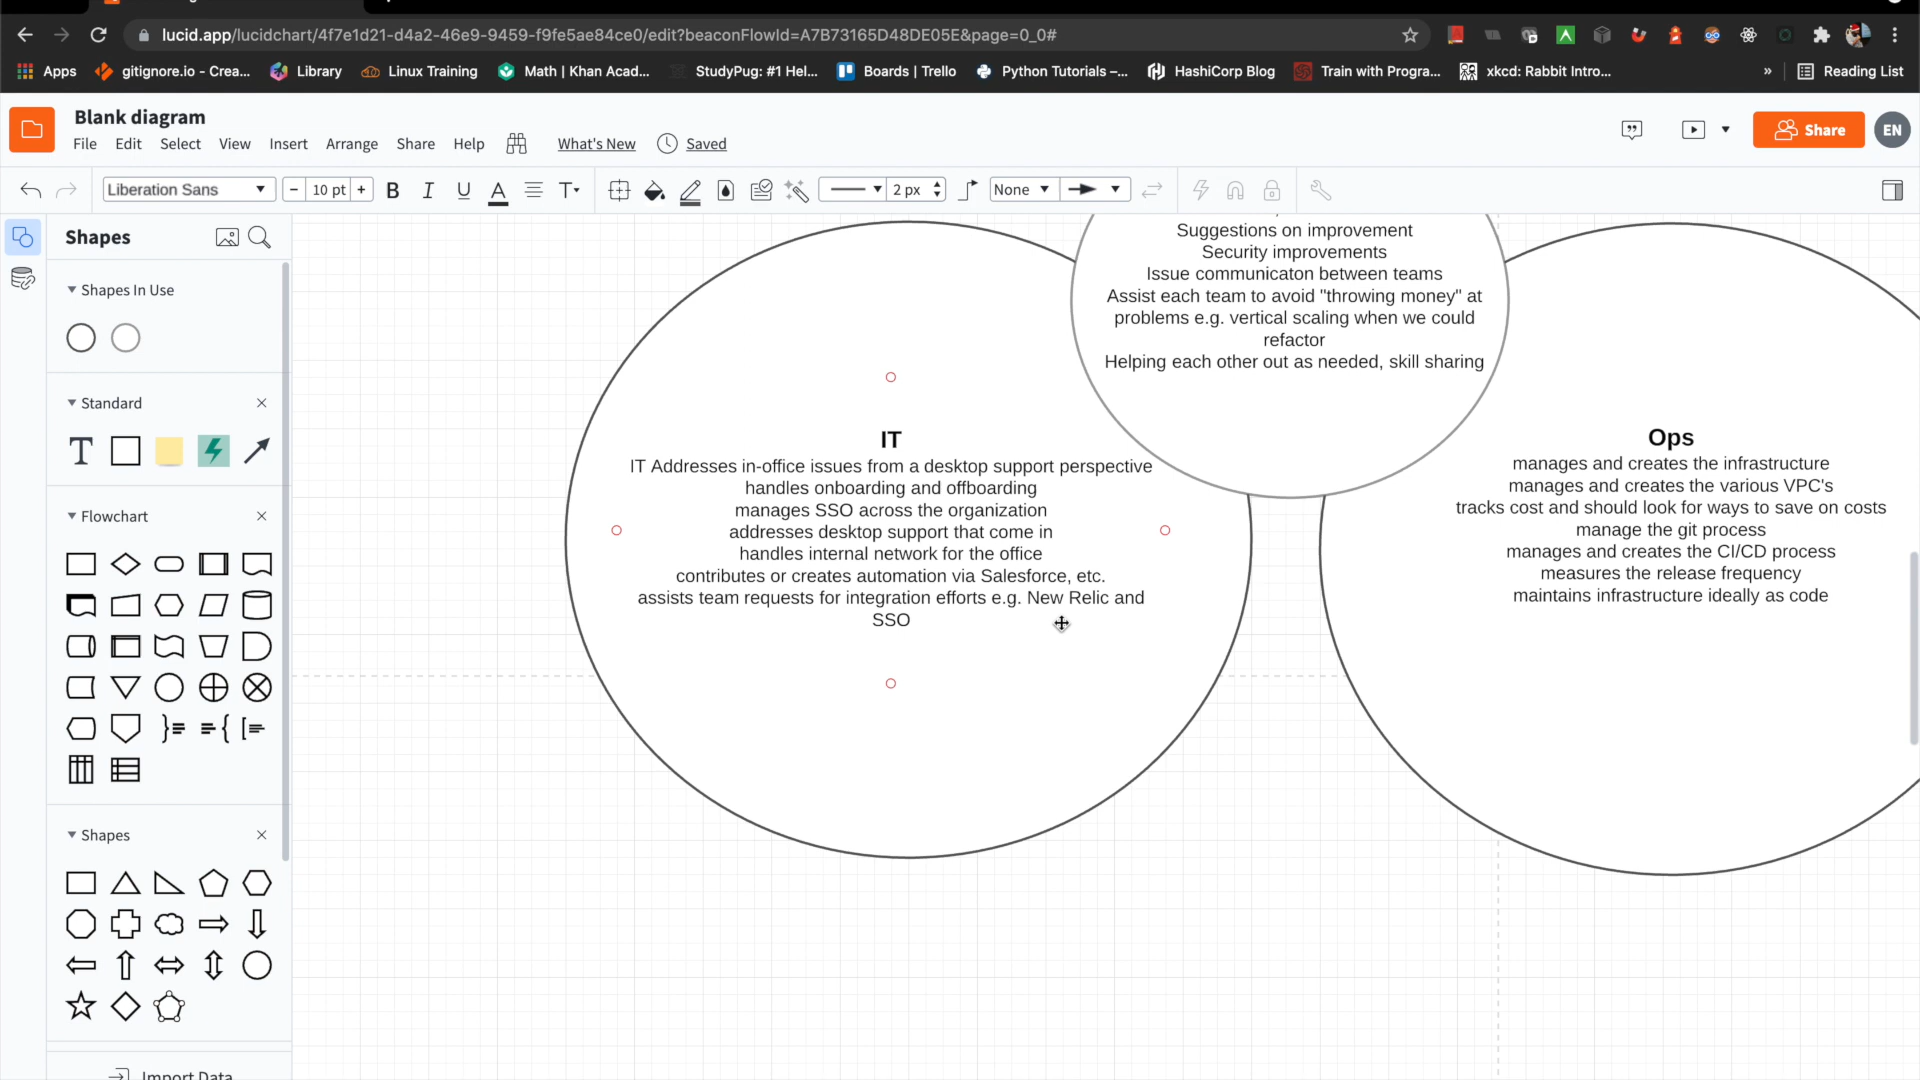 lucid.app/lucidchart/4f7e1d21-d4a2-46e9-9459-f9fe5ae84ce0/edit?beaconFlowId=A7B73165D48DE05E&page=0_0#
Apps
gitignore.io - Crea...
Library
Linux Training
Math | Khan Acad...
StudyPug: #1 Hel...
Boards | Trello
Python Tutorials –...
HashiCorp Blog
Train with Progra...
xkcd: Rabbit Intro...
»
Reading List
Blank diagram
File Edit Select View Insert Arrange Share Help What's New Saved
Share
EN
Liberation Sans
- 10 pt +
B I U A T
2 px
None
Shapes
Shapes In Use
Standard
T
Flowchart
Shapes
Import Data
Suggestions on improvement
Security improvements
Issue communicaton between teams
Assist each team to avoid "throwing money" at
problems e.g. vertical scaling when we could
refactor
Helping each other out as needed, skill sharing
IT
IT Addresses in-office issues from a desktop support perspective
handles onboarding and offboarding
manages SSO across the organization
addresses desktop support that come in
handles internal network for the office
contributes or creates automation via Salesforce, etc.
assists team requests for integration efforts e.g. New Relic and
SSO
Ops
manages and creates the infrastructure
manages and creates the various VPC's
tracks cost and should look for ways to save on costs
manage the git process
manages and creates the CI/CD process
measures the release frequency
maintains infrastructure ideally as code